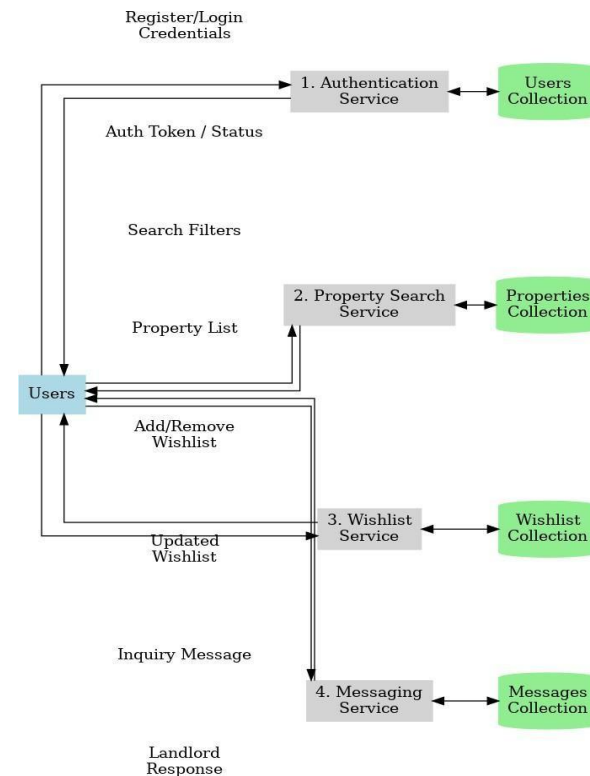 Register/Login
Credentials
1. Authentication
Service
Users
Collection
Auth Token / Status
Search Filters
2. Property Search
Service
Properties
Collection
Property List
Users
Add/Remove
Wishlist
3. Wishlist
Service
Wishlist
Collection
Updated
Wishlist
Inquiry Message
4. Messaging
Service
Messages
Collection
Landlord
Response